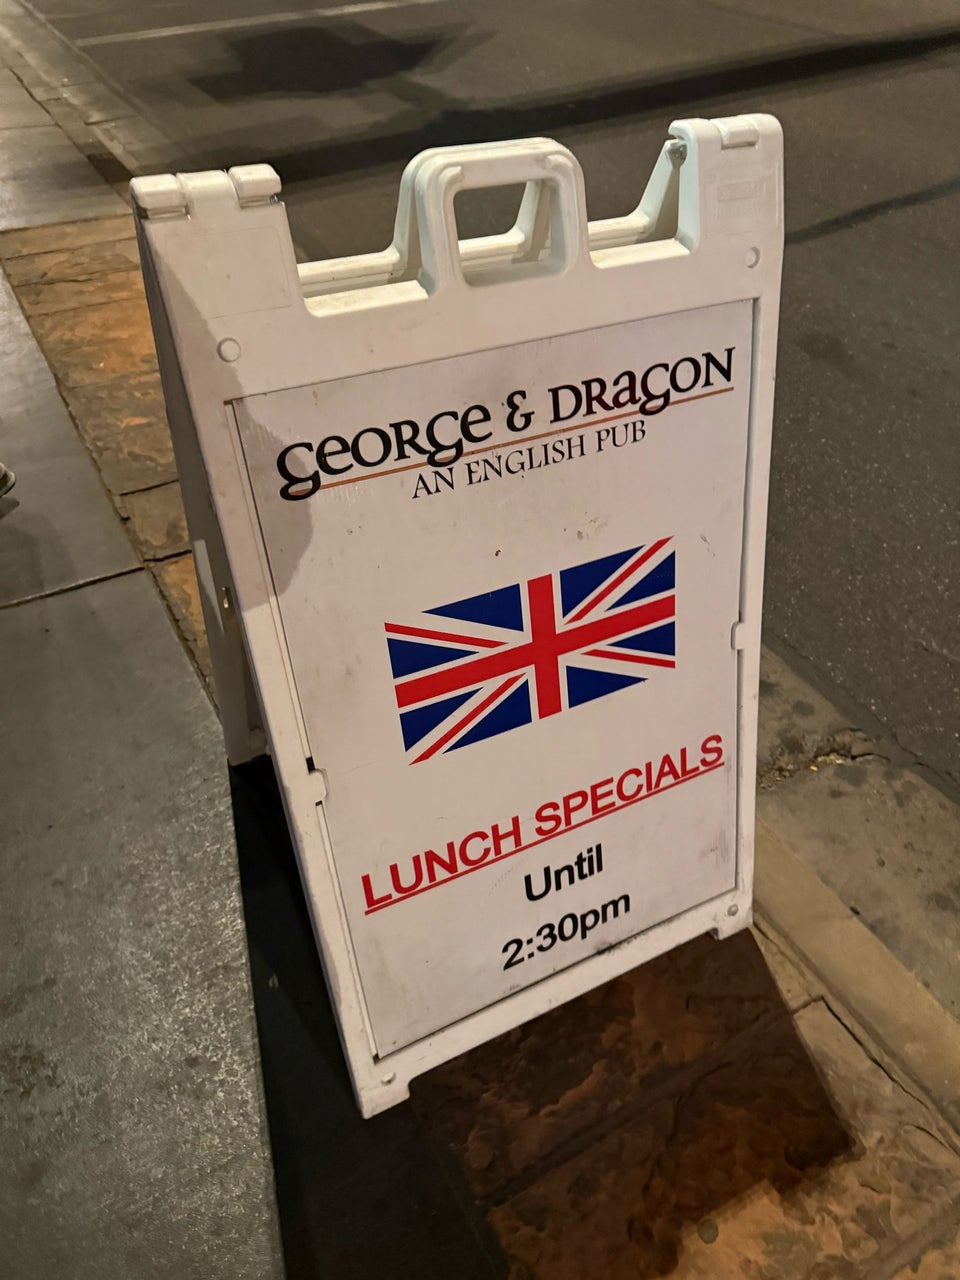 GEORGE & DRAGON
AN ENGLISH PUB
LUNCH SPECIALS
Until
2:30pm